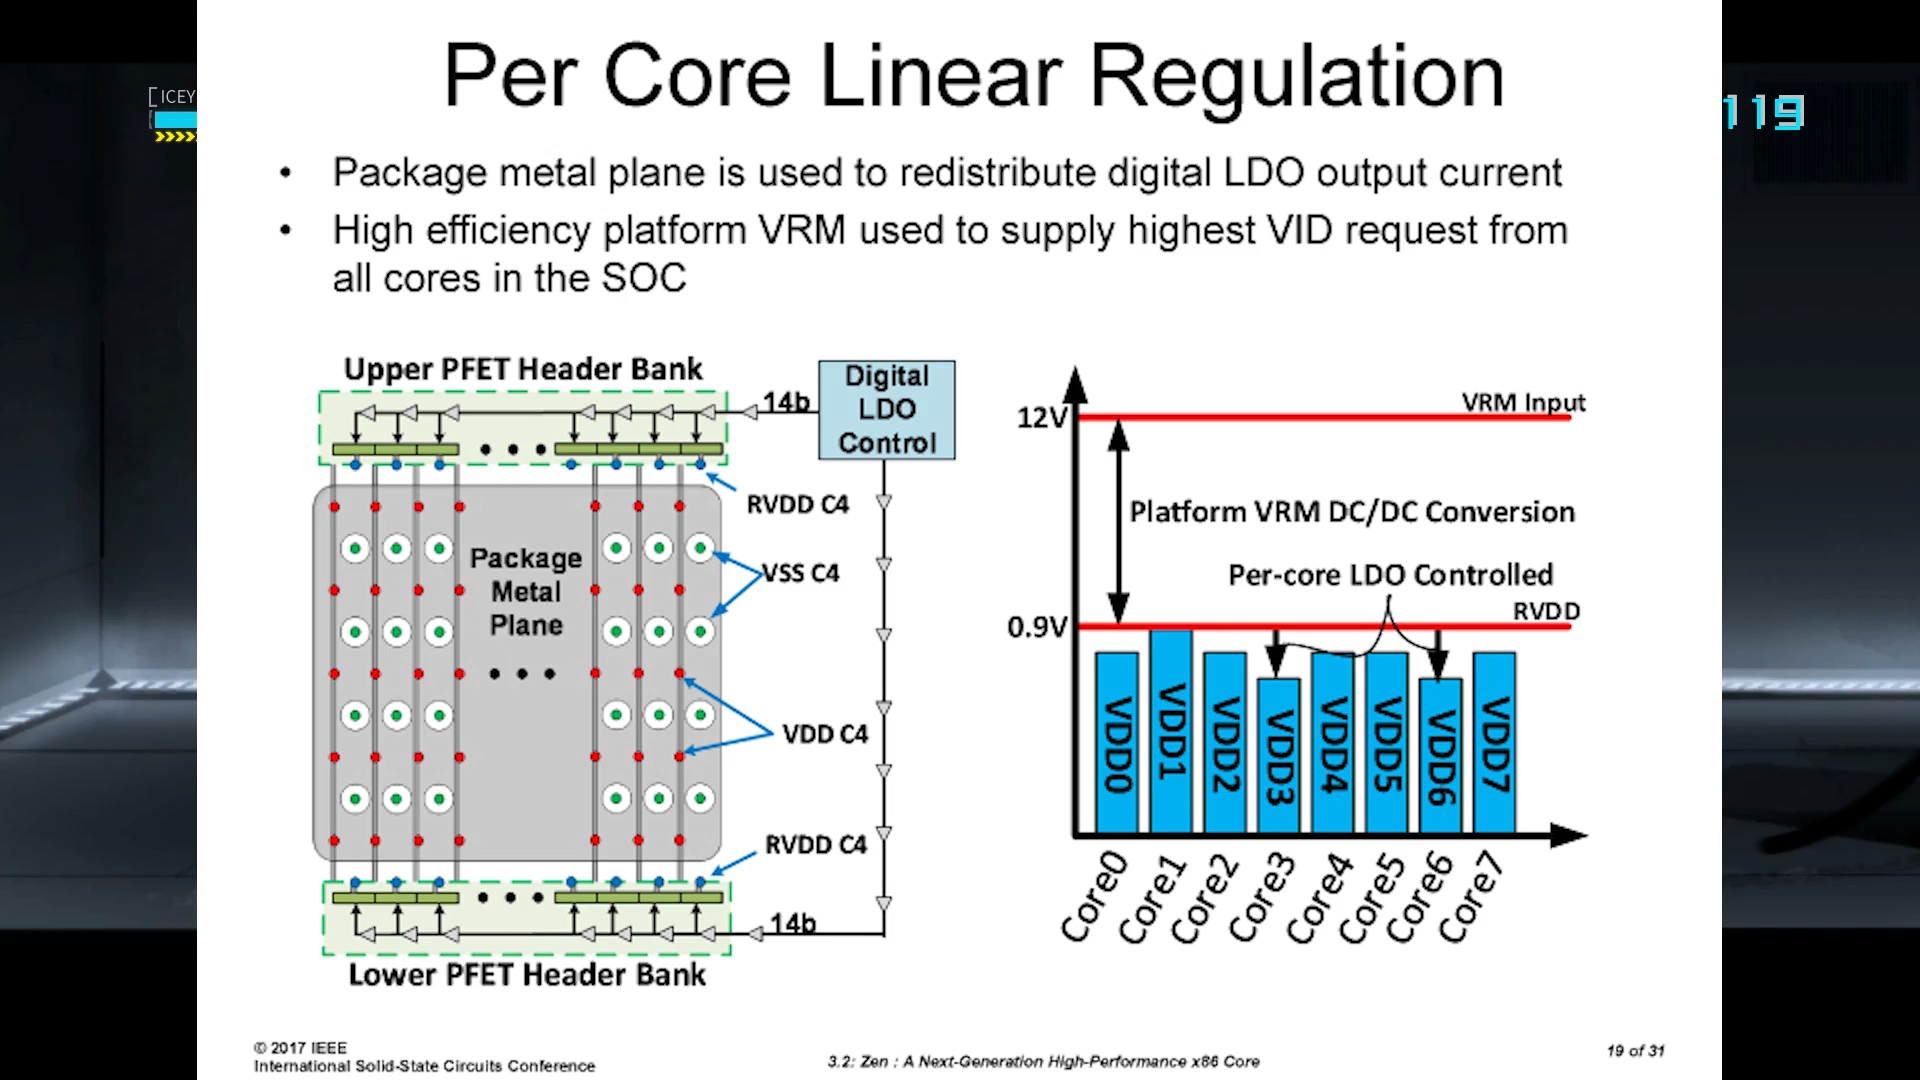 [ICEY
119
Per Core Linear Regulation
• Package metal plane is used to redistribute digital LDO output current
• High efficiency platform VRM used to supply highest VID request from
all cores in the SOC
Upper PFET Header Bank
14b
Digital
LDO
Control
RVDD C4
Package
Metal
Plane
VSS C4
VDD C4
RVDD C4
14b
Lower PFET Header Bank
12V
VRM Input
Platform VRM DC/DC Conversion
Per-core LDO Controlled
RVDD
0.9V
VDD0
VDD1
VDD2
VDD3
VDD4
VDD5
VDD6
VDD7
Core0
Core1
Core2
Core3
Core4
Core5
Core6
Core7
© 2017 IEEE
International Solid-State Circuits Conference
3.2: Zen : A Next-Generation High-Performance x86 Core
19 of 31